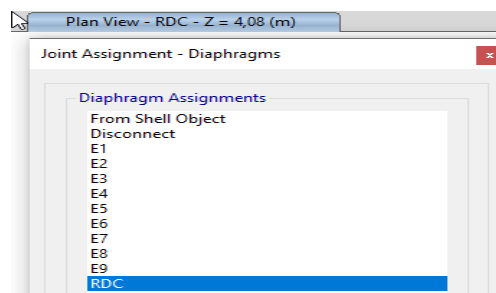 Plan View - RDC - Z = 4,08 (m)
Joint Assignment - Diaphragms
x
Diaphragm Assignments
From Shell Object
Disconnect
E1
E2
E3
E4
E5
E6
E7
E8
E9
RDC